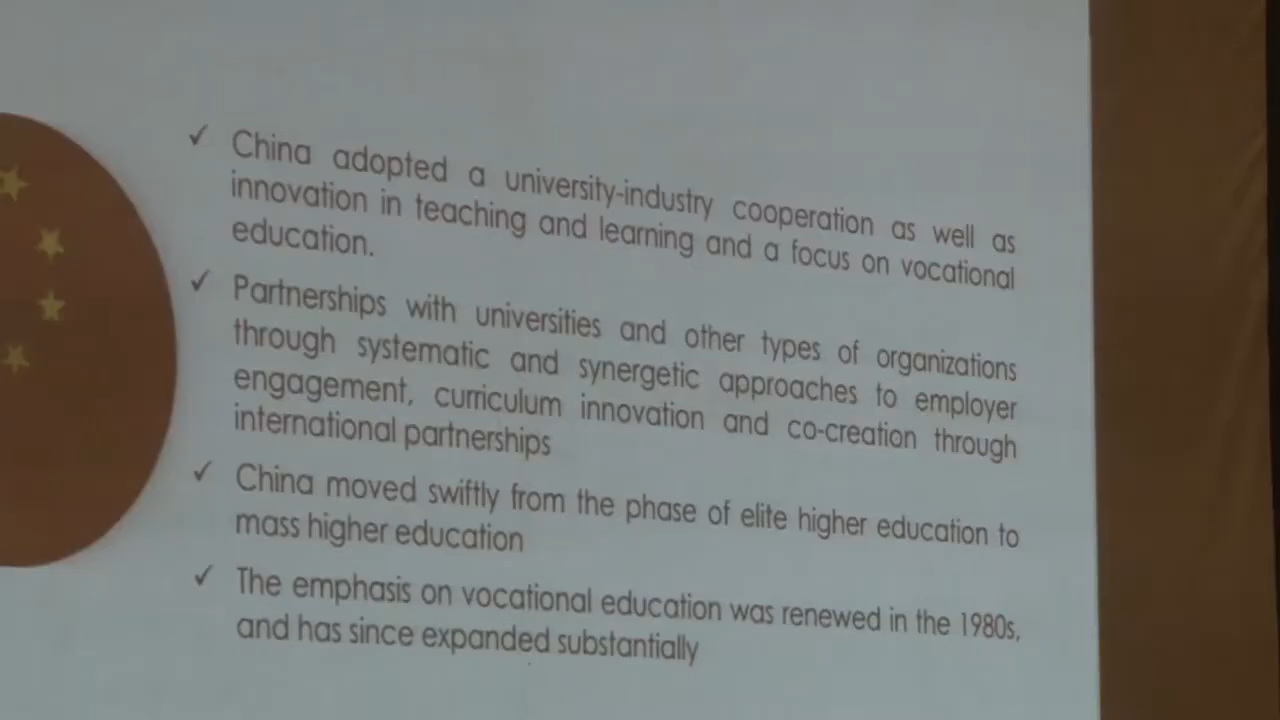 ✓ China adopted a university-industry cooperation as well as
innovation in teaching and learning and a focus on vocational
education.
✓ Partnerships with universities and other types of organizations
through systematic and synergetic approaches to employer
engagement, curriculum innovation and co-creation through
international partnerships
✓ China moved swiftly from the phase of elite higher education to
mass higher education
✓ The emphasis on vocational education was renewed in the 1980s,
and has since expanded substantially